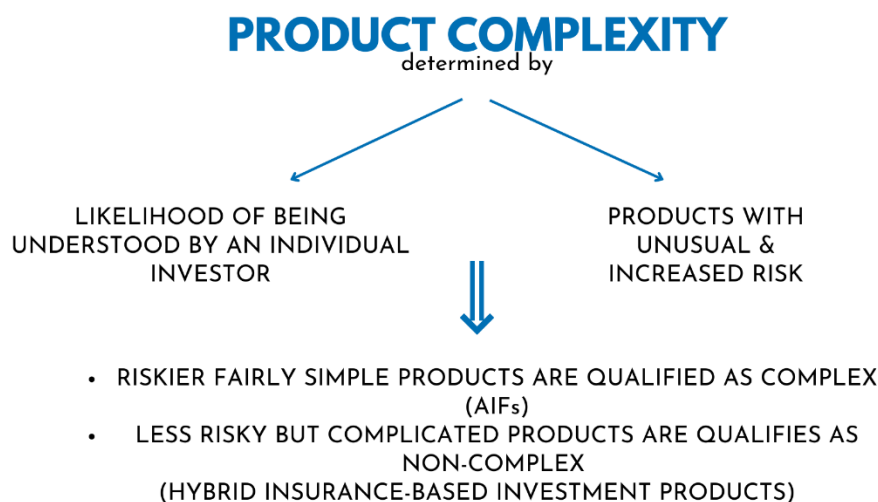 PRODUCT COMPLEXITY
determined by
LIKELIHOOD OF BEING
UNDERSTOOD BY AN INDIVIDUAL
INVESTOR
PRODUCTS WITH
UNUSUAL &
INCREASED RISK
• RISKIER FAIRLY SIMPLE PRODUCTS ARE QUALIFIED AS COMPLEX
(AIFs)
• LESS RISKY BUT COMPLICATED PRODUCTS ARE QUALIFIES AS
NON-COMPLEX
(HYBRID INSURANCE-BASED INVESTMENT PRODUCTS)